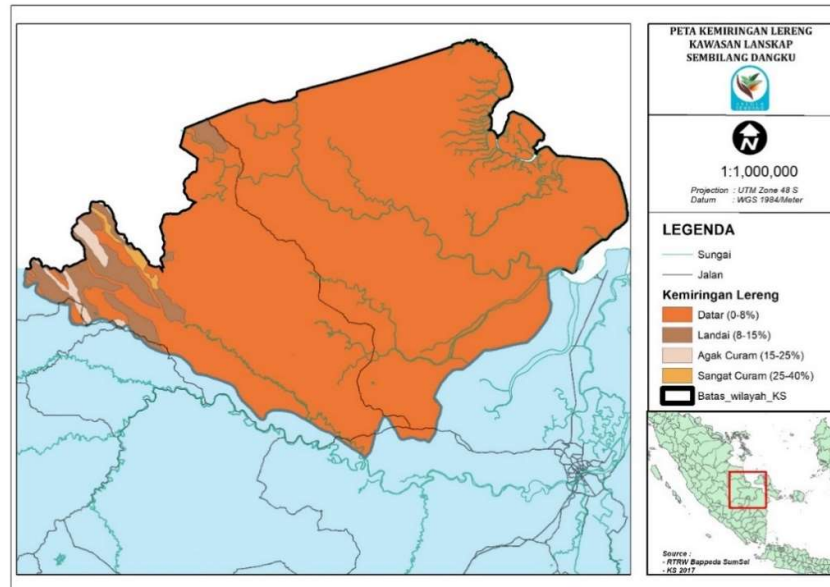 PETA KEMIRINGAN LERENG
KAWASAN LANSKAP
SEMBILANG DANGKU
N
1:1,000,000
Projection : UTM Zone 48 S
Datum : WGS 1984/Meter
LEGENDA
Sungai
Jalan
Kemiringan Lereng
Datar (0-8%)
Landai (8-15%)
Agak Curam (15-25%)
Sangat Curam (25-40%)
Batas_wilayah_KS
Source :
- RTRW Bappeda SumSel
- KS 2017